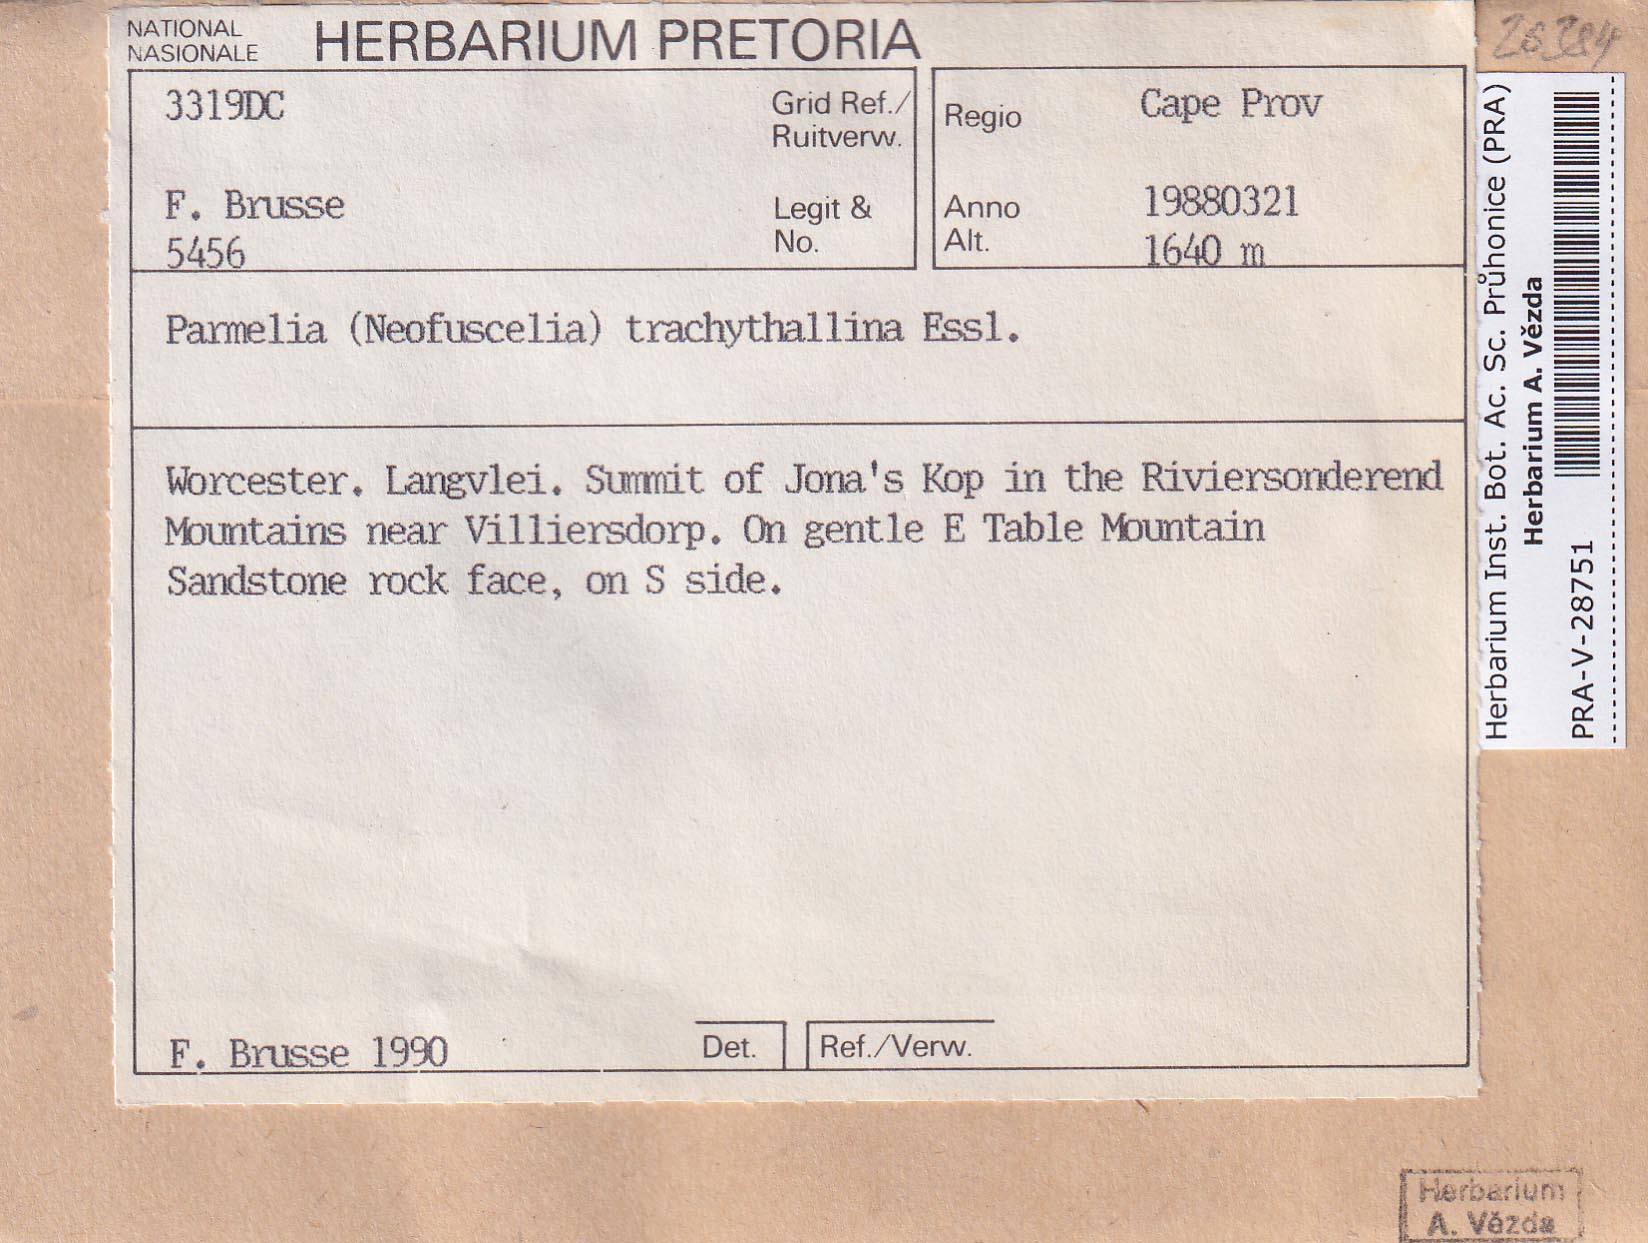 NATIONAL
NASIONALE
HERBARIUM PRETORIA
3319DC
Grid Ref./
Ruitverw.
F. Brusse
5456
Legit &
No.
Regio
Cape Prov
Anno
19880321
Alt.
1640 m
Parmelia (Neofuscelia) trachythallina Essl.
Worcester. Langvlei. Summit of Jona's Kop in the Riviersonderend
Mountains near Villiersdorp. On gentle E Table Mountain
Sandstone rock face, on S side.
F. Brusse 1990
Det.
Ref./Verw.
Herbarium Inst. Bot. Ac. Sc. Průhonice (PRA)
Herbarium A. Vězda
PRA-V-28751
Herbarium
A. Vězda